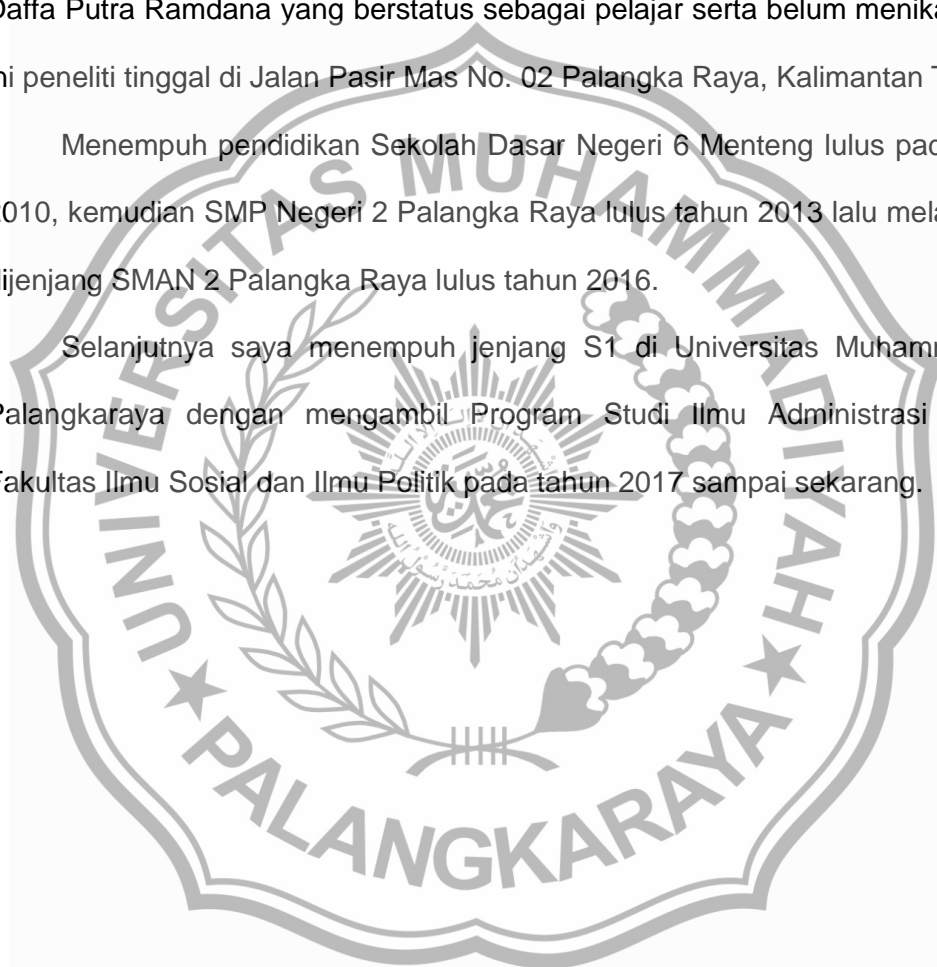 Daffa Putra Ramdana yang berstatus sebagai pelajar serta belum menika
ni peneliti tinggal di Jalan Pasir Mas No. 02 Palangka Raya, Kalimantan T
Menempuh pendidikan Sekolah Dasar Negeri 6 Menteng lulus pad
2010, kemudian SMP Negeri 2 Palangka Raya lulus tahun 2013 lalu mela
dijenjang SMAN 2 Palangka Raya lulus tahun 2016.
Selanjutnya saya menempuh jenjang S1 di Universitas Muhamm
Palangkaraya dengan mengambil Program Studi Ilmu Administrasi
Fakultas Ilmu Sosial dan Ilmu Politik pada tahun 2017 sampai sekarang.
UNIVERSITAS MUHAMMADIYAH
PALANGKARAYA